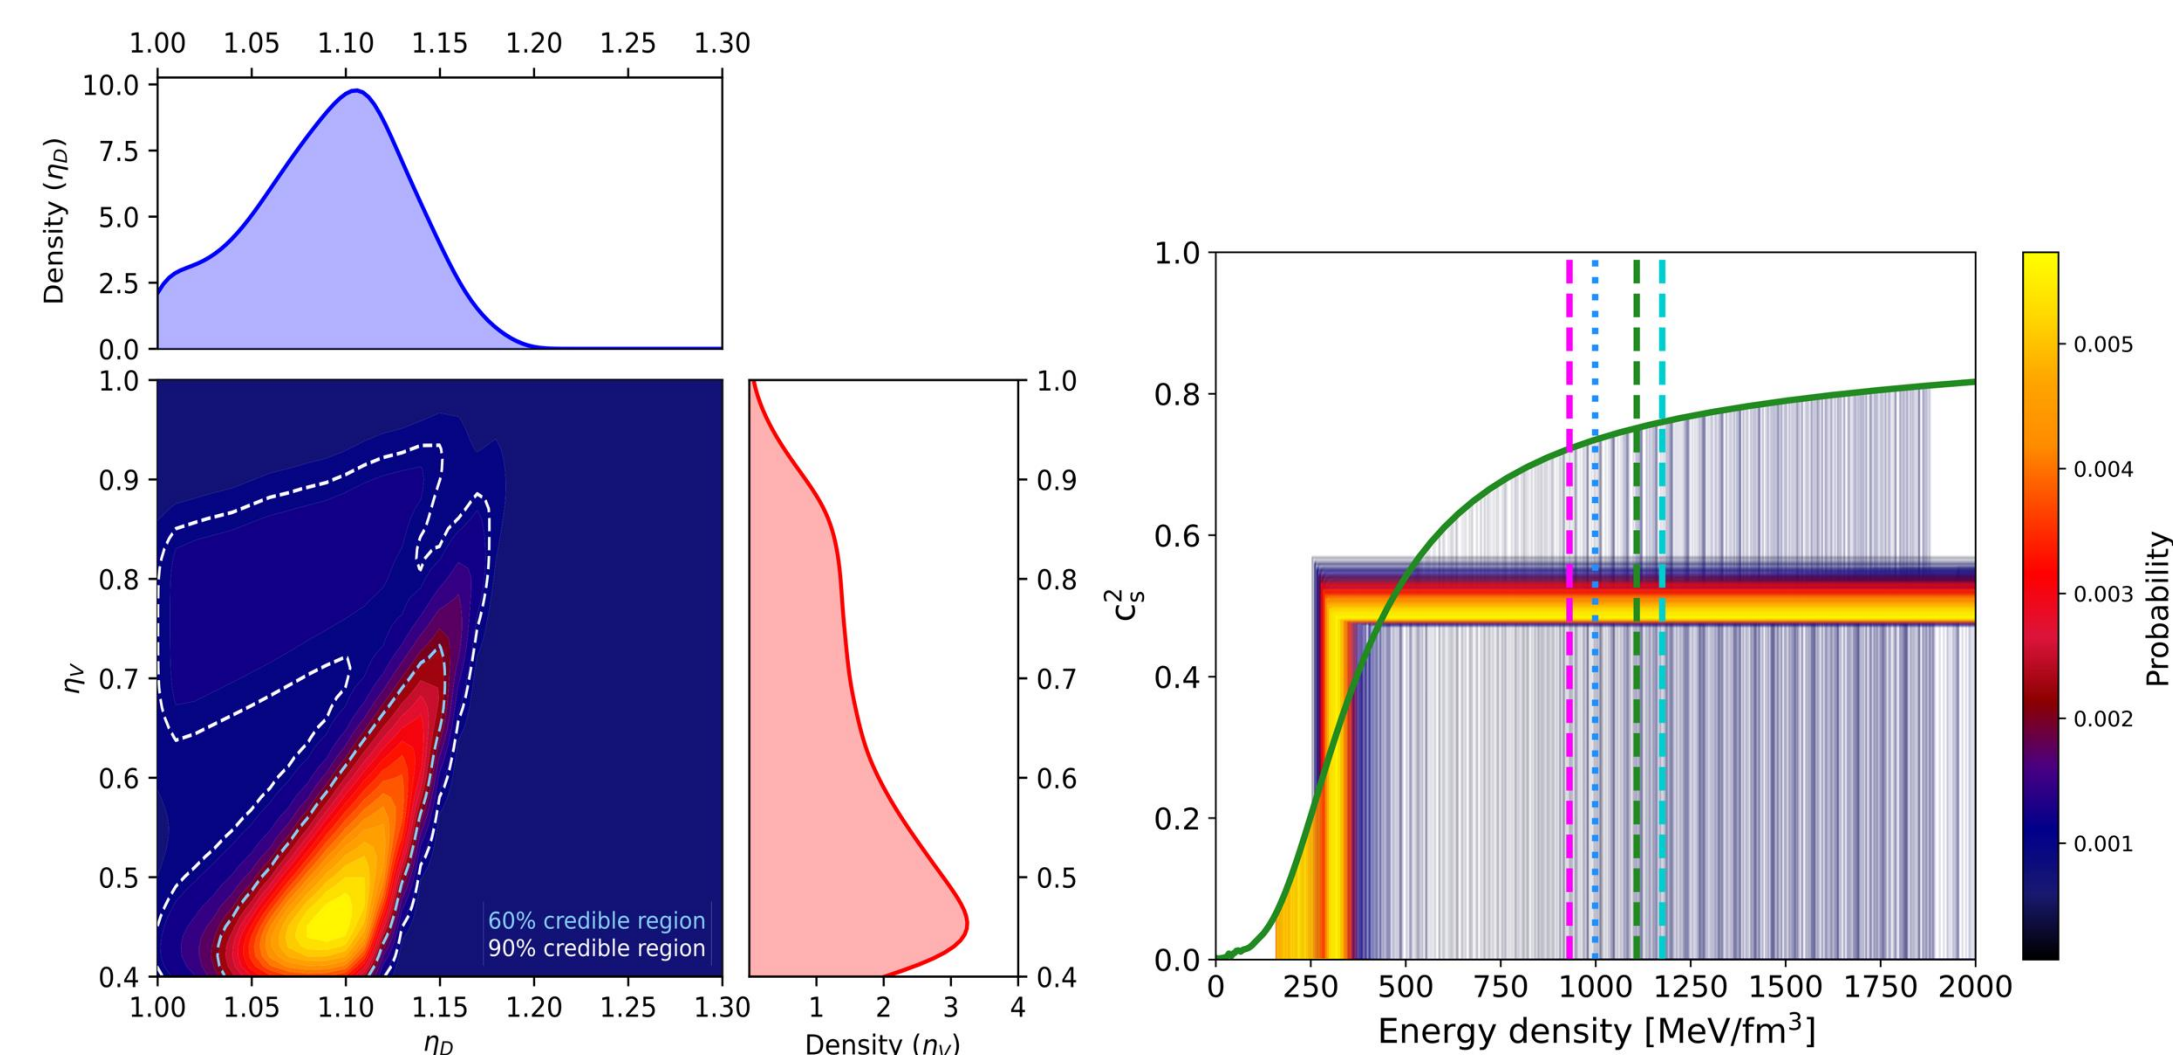 1.00 1.05 1.10 1.15 1.20 1.25 1.30
10.0
7.5
5.0
2.5
0.0
Density (η_D)
1.0
0.9
0.8
0.7
0.6
0.5
0.4
η_V
60% credible region
90% credible region
1.00 1.05 1.10 1.15 1.20 1.25 1.30
η_D
1.0
0.9
0.8
0.7
0.6
0.5
0.4
1 2 3 4
Density (η_V)
1.0
0.8
0.6
0.4
0.2
0.0
c_s^2
0 250 500 750 1000 1250 1500 1750 2000
Energy density [MeV/fm³]
0.005
0.004
0.003
0.002
0.001
Probability